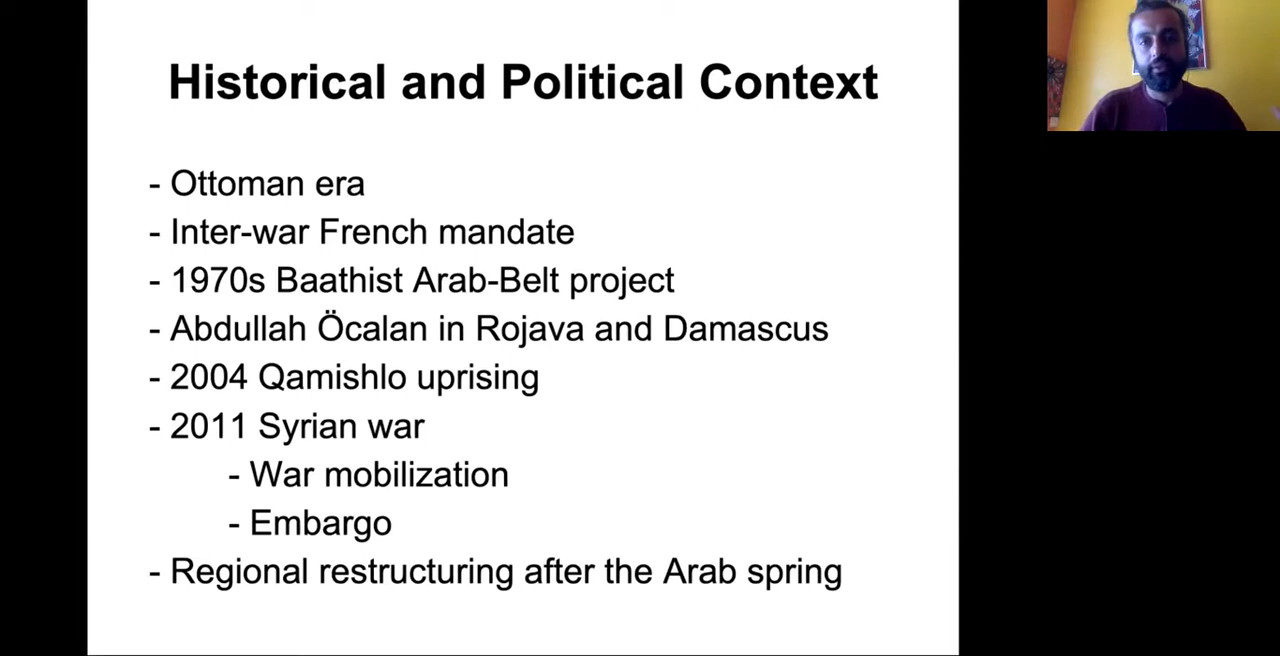 Historical and Political Context
- Ottoman era
- Inter-war French mandate
- 1970s Baathist Arab-Belt project
- Abdullah Öcalan in Rojava and Damascus
- 2004 Qamishlo uprising
- 2011 Syrian war
- War mobilization
- Embargo
- Regional restructuring after the Arab spring